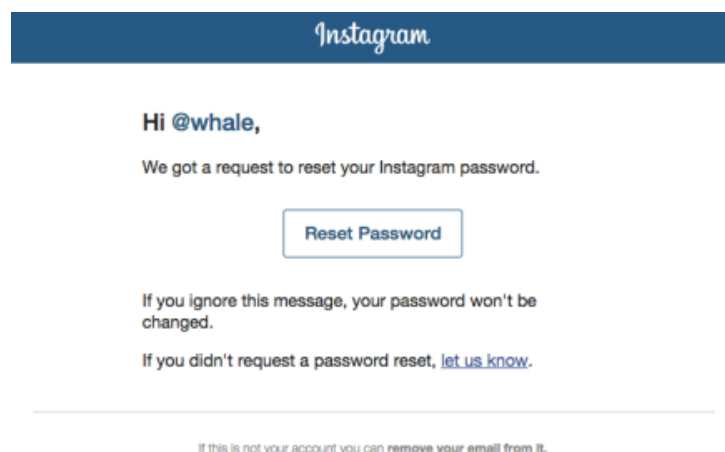 Instagram
Hi @whale,
We got a request to reset your Instagram password.
Reset Password
If you ignore this message, your password won't be
changed.
If you didn't request a password reset, let us know.
If this is not your account you can remove your email from it.